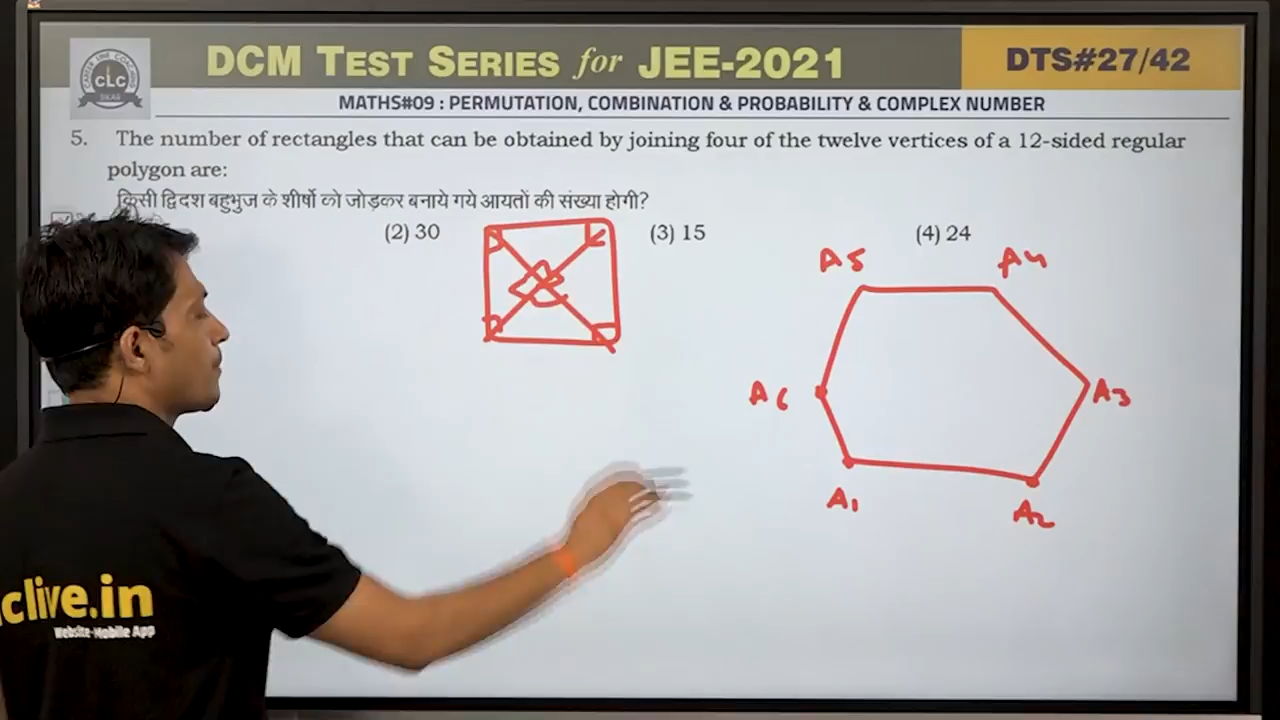 DCM TEST SERIES for JEE-2021
DTS#27/42
CLC
SIKAR
MATHS#09 : PERMUTATION, COMBINATION & PROBABILITY & COMPLEX NUMBER
5. The number of rectangles that can be obtained by joining four of the twelve vertices of a 12-sided regular
polygon are:
किसी द्विदश बहुभुज के शीर्षो को जोड़कर बनाये गये आयतों की संख्या होगी?
(2) 30 (3) 15 (4) 24
A5 A4
A6 A3
A1 A2
clive.in
Website-Mobile App